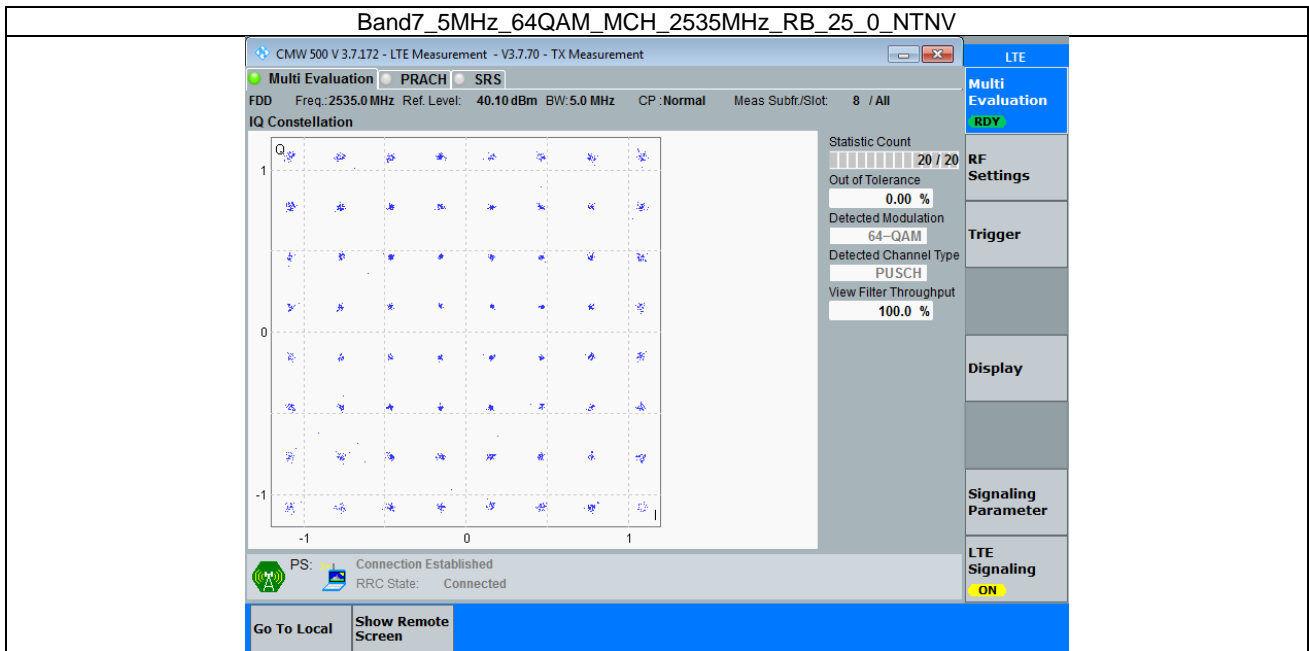 Band7_5MHz_64QAM_MCH_2535MHz_RB_25_0_NTNV
CMW 500 V 3.7.172 - LTE Measurement - V3.7.70 - TX Measurement
LTE
Multi Evaluation PRACH SRS
Multi
Evaluation
RDY
FDD Freq.: 2535.0 MHz Ref. Level: 40.10 dBm BW: 5.0 MHz CP : Normal Meas Subfr./Slot: 8 / All
IQ Constellation
Q
1
0
-1
-1 0 1
I
Statistic Count
20 / 20
Out of Tolerance
0.00 %
Detected Modulation
64-QAM
Detected Channel Type
PUSCH
View Filter Throughput
100.0 %
RF
Settings
Trigger
Display
Signaling
Parameter
LTE
Signaling
ON
PS: Connection Established
RRC State: Connected
Go To Local
Show Remote
Screen